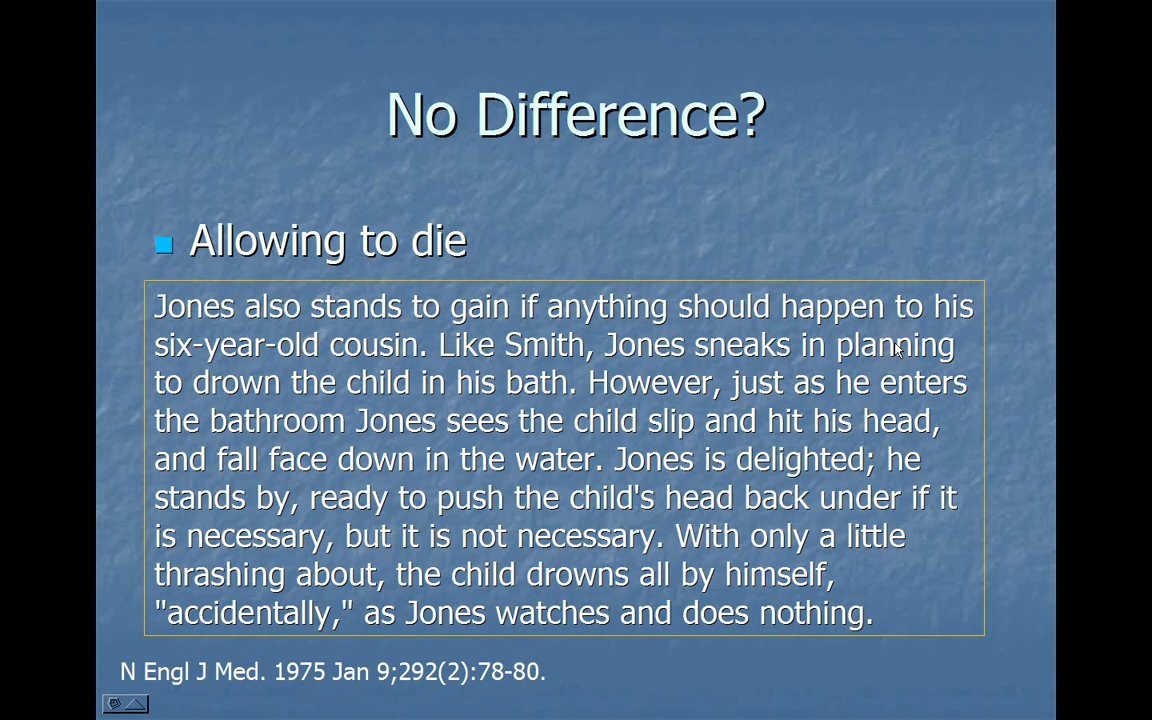 No Difference?
Allowing to die
Jones also stands to gain if anything should happen to his
six-year-old cousin. Like Smith, Jones sneaks in planning
to drown the child in his bath. However, just as he enters
the bathroom Jones sees the child slip and hit his head,
and fall face down in the water. Jones is delighted; he
stands by, ready to push the child's head back under if it
is necessary, but it is not necessary. With only a little
thrashing about, the child drowns all by himself,
"accidentally," as Jones watches and does nothing.
N Engl J Med. 1975 Jan 9;292(2):78-80.